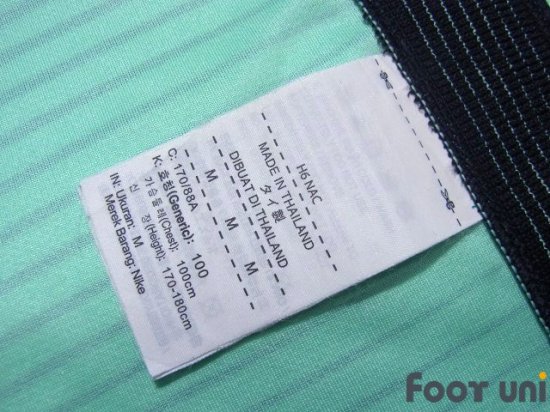 H6 NAC
MADE IN THAILAND
タイ製
DIBUAT DI THAILAND
M M M
C: 170/88A
K: 호칭(Generic): 100
가슴둘레(Chest): 100cm
신 장(Height): 170-180cm
IN: Ukuran: M
Merek Barang: Nike
FOOT UNI